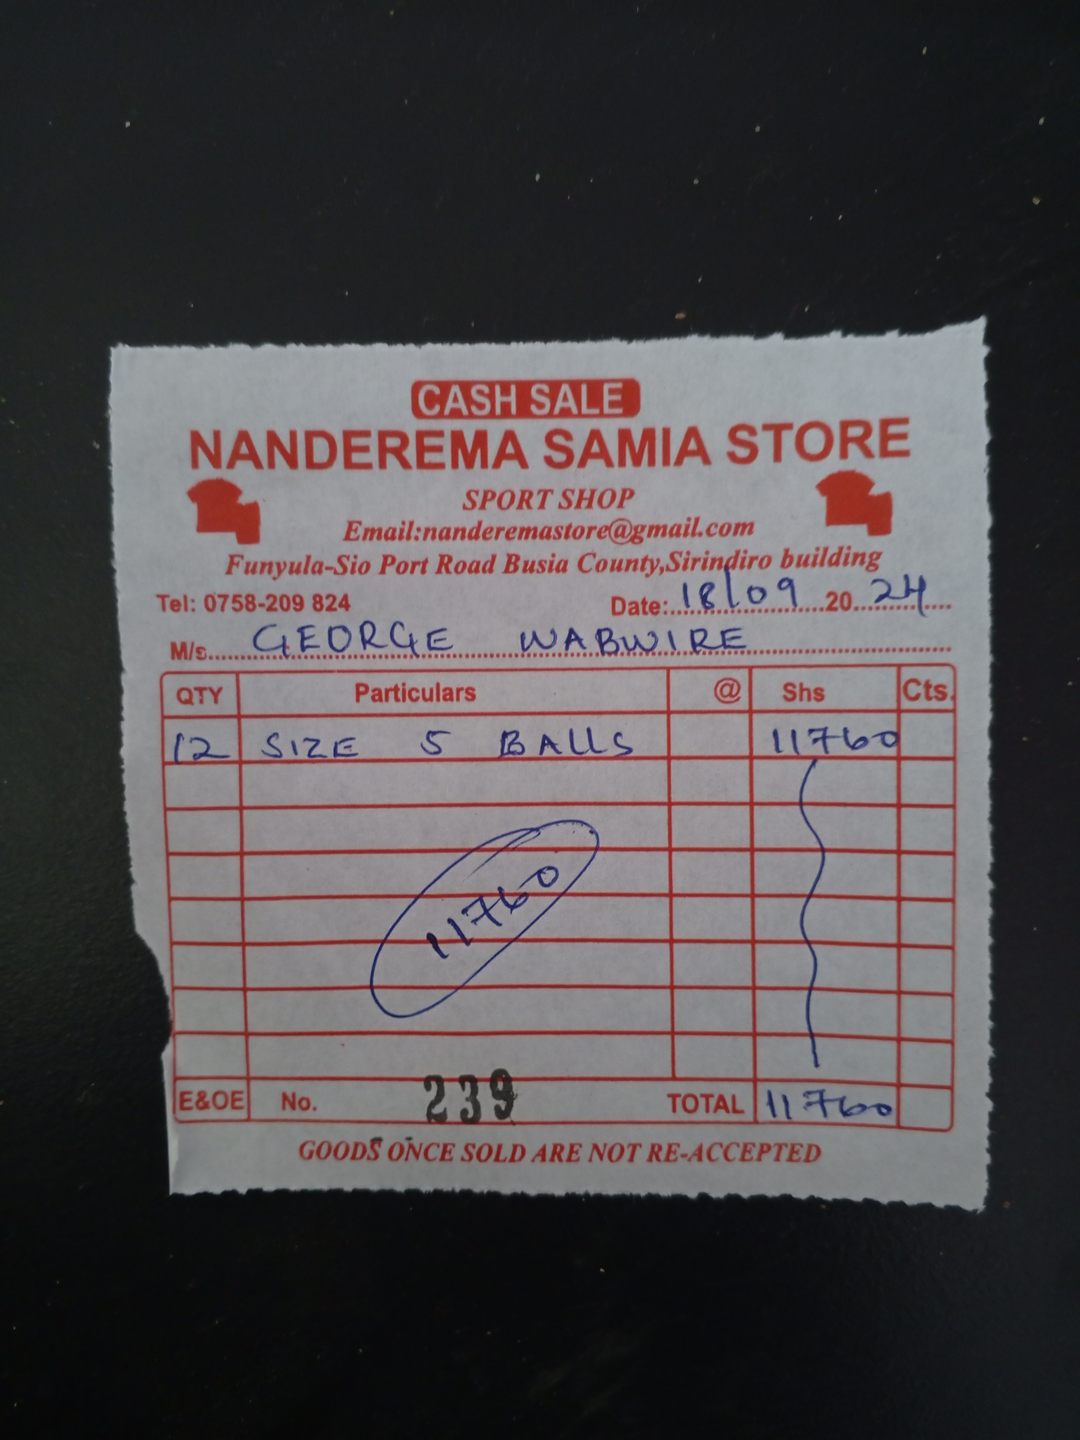 CASH SALE
NANDEREMA SAMIA STORE
SPORT SHOP
Email:nanderemastore@gmail.com
Funyula-Sio Port Road Busia County,Sirindiro building
Tel: 0758-209 824 Date:..18/09...20..24....
M/s... GEORGE WABWIRE
QTY Particulars @ Shs Cts.
12 SIZE 5 BALLS 11760
11760
E&OE No. 239 TOTAL 11760
GOODS ONCE SOLD ARE NOT RE-ACCEPTED